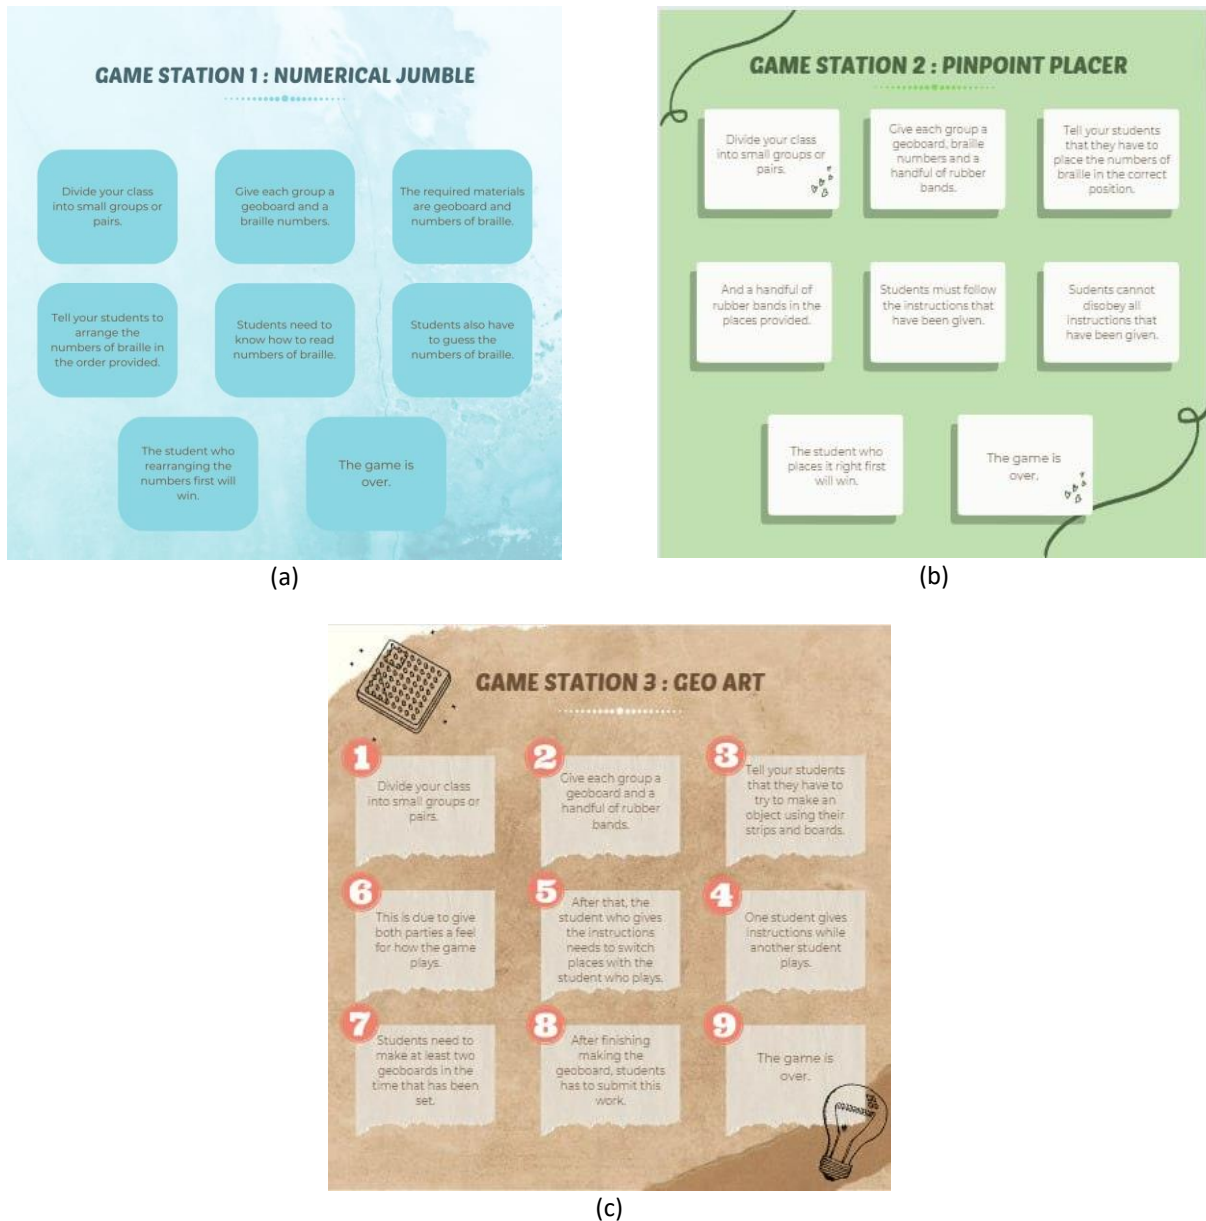 GAME STATION 1 : NUMERICAL JUMBLE
Divide your class
into small groups or
pairs.
Give each group a
geoboard and a
braille numbers.
The required materials
are geoboard and
numbers of braille.
Tell your students to
arrange the
numbers of braille in
the order provided.
Students need to
know how to read
numbers of braille.
Students also have
to guess the
numbers of braille.
The student who
rearranging the
numbers first will
win.
The game is
over.
(a)
GAME STATION 2 : PINPOINT PLACER
Divide your class
into small groups or
pairs.
Give each group a
geoboard, braille
numbers and a
handful of rubber
bands.
Tell your students
that they have to
place the numbers of
braille in the correct
position.
And a handful of
rubber bands in the
places provided.
Students must follow
the instructions that
have been given.
Sudents cannot
disobey all
instructions that
have been given.
The student who
places it right first
will win.
The game is
over.
(b)
GAME STATION 3 : GEO ART
1
Divide your class
into small groups or
pairs.
2
Give each group a
geoboard and a
handful of rubber
bands.
3
Tell your students
that they have to
try to make an
object using their
strips and boards.
6
This is due to give
both parties a feel
for how the game
plays.
5
After that, the
student who gives
the instructions
needs to switch
places with the
student who plays.
4
One student gives
instructions while
another student
plays.
7
Students need to
make at least two
geoboards in the
time that has been
set.
8
After finishing
making the
geoboard, students
has to submit this
work.
9
The game is
over.
(c)